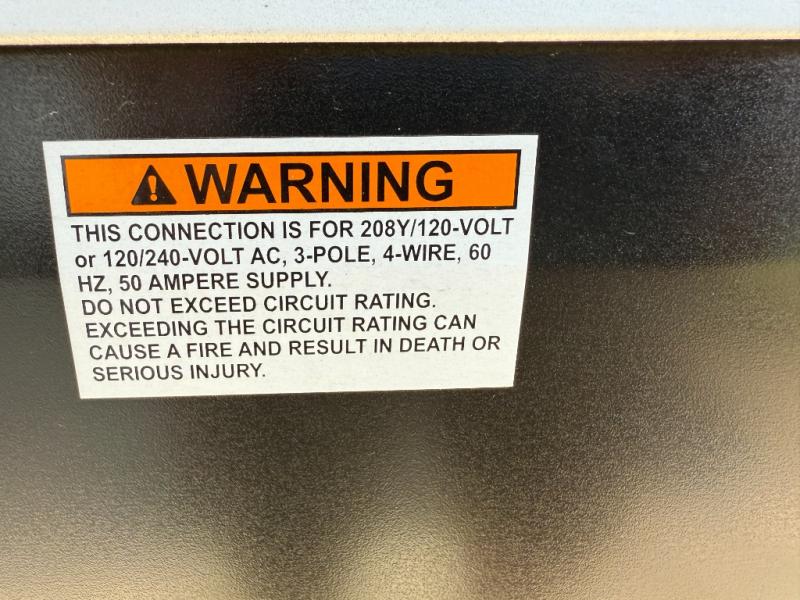 WARNING
THIS CONNECTION IS FOR 208Y/120-VOLT
or 120/240-VOLT AC, 3-POLE, 4-WIRE, 60
HZ, 50 AMPERE SUPPLY.
DO NOT EXCEED CIRCUIT RATING.
EXCEEDING THE CIRCUIT RATING CAN
CAUSE A FIRE AND RESULT IN DEATH OR
SERIOUS INJURY.